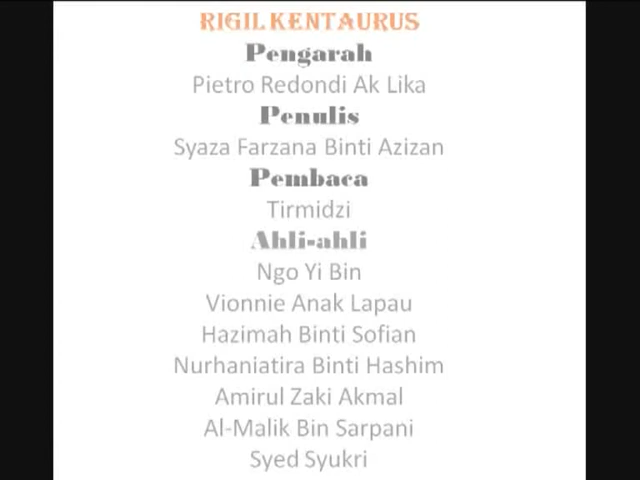 RIGIL KENTAURUS
Pengarah
Pietro Redondi Ak Lika
Penulis
Syaza Farzana Binti Azizan
Pembaca
Tirmidzi
Ahli-ahli
Ngo Yi Bin
Vionnie Anak Lapau
Hazimah Binti Sofian
Nurhaniatira Binti Hashim
Amirul Zaki Akmal
Al-Malik Bin Sarpani
Syed Syukri